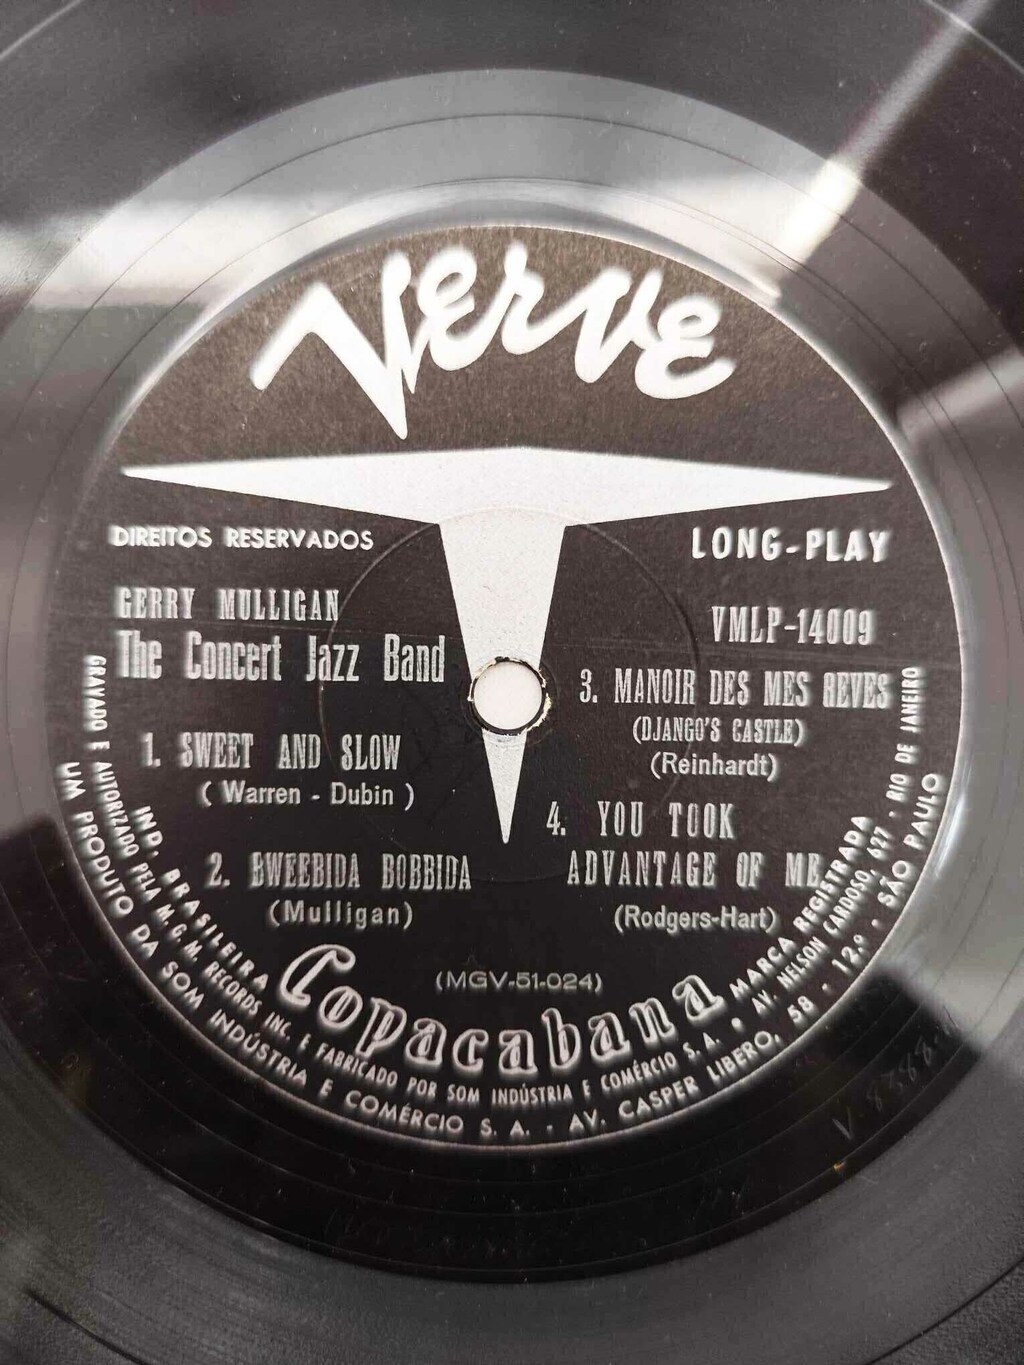 Verve
DIREITOS RESERVADOS
LONG-PLAY
GERRY MULLIGAN
The Concert Jazz Band
VMLP-14009
1. SWEET AND SLOW
(Warren - Dubin)
2. BWEEBIDA BOBBIDA
(Mulligan)
3. MANOIR DES MES REVES
(DJANGO'S CASTLE)
(Reinhardt)
4. YOU TOOK
ADVANTAGE OF ME
(Rodgers-Hart)
(MGV-51-024)
IND. BRASILEIRA Copacabana MARCA REGISTRADA
GRAVADO E AUTORIZADO PELA M.G.M. RECORDS INC. E FABRICADO POR SOM INDÚSTRIA E COMÉRCIO S. A. • AV. NELSON CARDOSO, 627 • RIO DE JANEIRO
UM PRODUTO DA SOM INDÚSTRIA E COMÉRCIO S. A. - AV. CASPER LIBERO, 58 - 12.º - SÃO PAULO